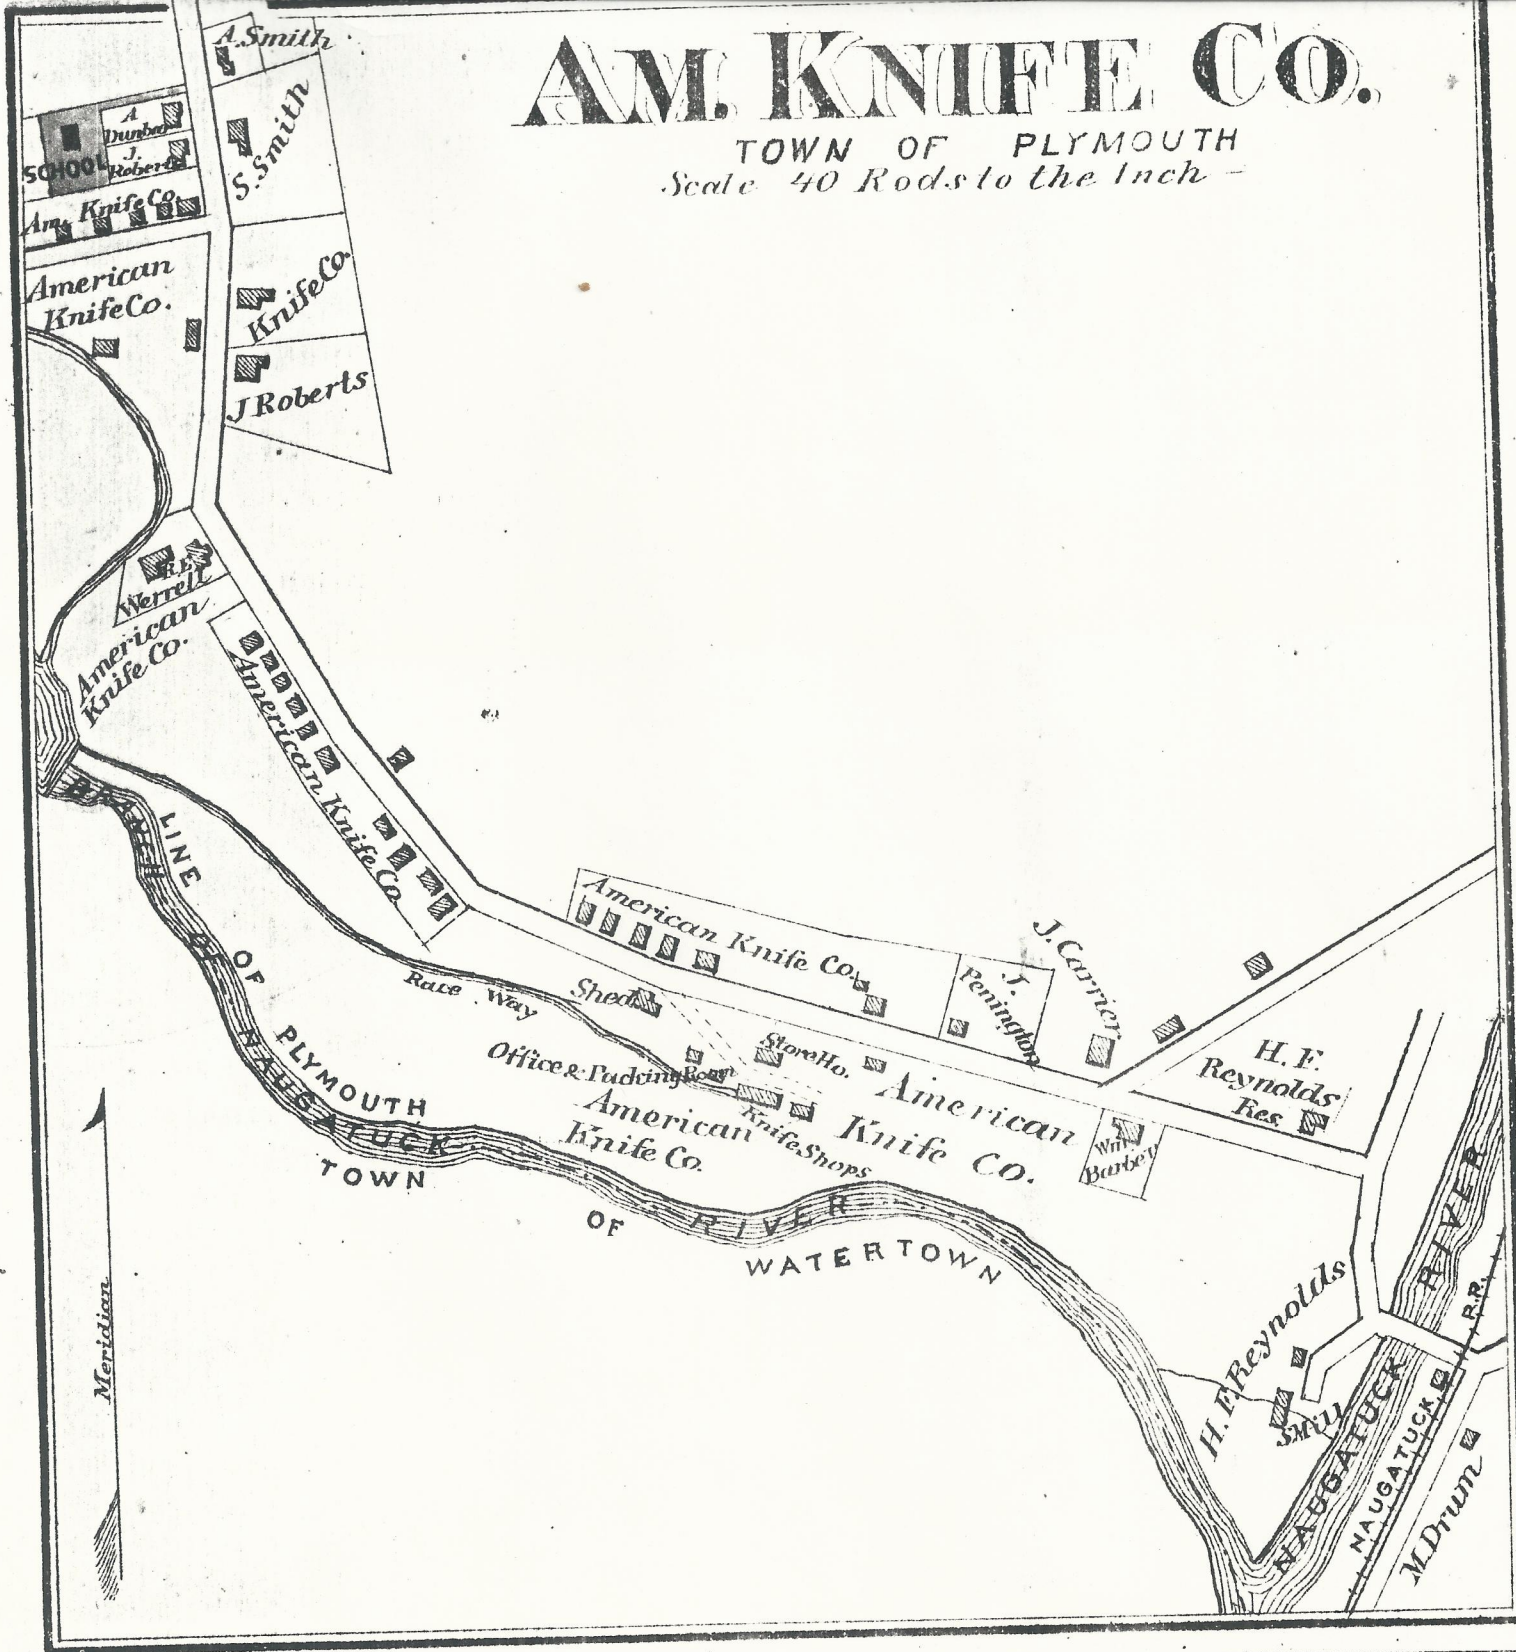 AM. KNIFE CO.
TOWN OF PLYMOUTH
Scale 40 Rods to the Inch
A. Smith
S. Smith
A
Dunbar
J.
Roberts
SCHOOL
Am. Knife Co.
American
Knife Co.
Knife Co.
J Roberts
R.E.
Werrell
American
Knife Co.
American Knife Co.
BRANCH OF NAUGATUCK RIVER
LINE OF PLYMOUTH
TOWN OF WATERTOWN
Race Way
Shed
American Knife Co.
J.
Penington
J. Carrier
Store Ho.
Office & Packing Room
Knife Shops
American
Knife Co.
American
Knife Co.
Wm
Barber
H. F.
Reynolds
Res.
H. F. Reynolds
S Mill
NAUGATUCK RIVER
NAUGATUCK R.R.
M. Drum
Meridian